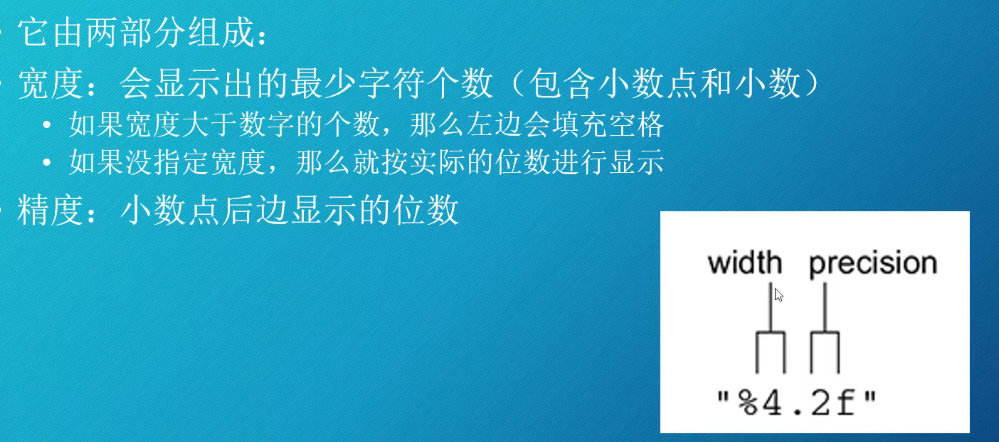 • 它由两部分组成：
• 宽度：会显示出的最少字符个数（包含小数点和小数）
• 如果宽度大于数字的个数，那么左边会填充空格
• 如果没指定宽度，那么就按实际的位数进行显示
• 精度：小数点后边显示的位数
width precision
"%4.2f"